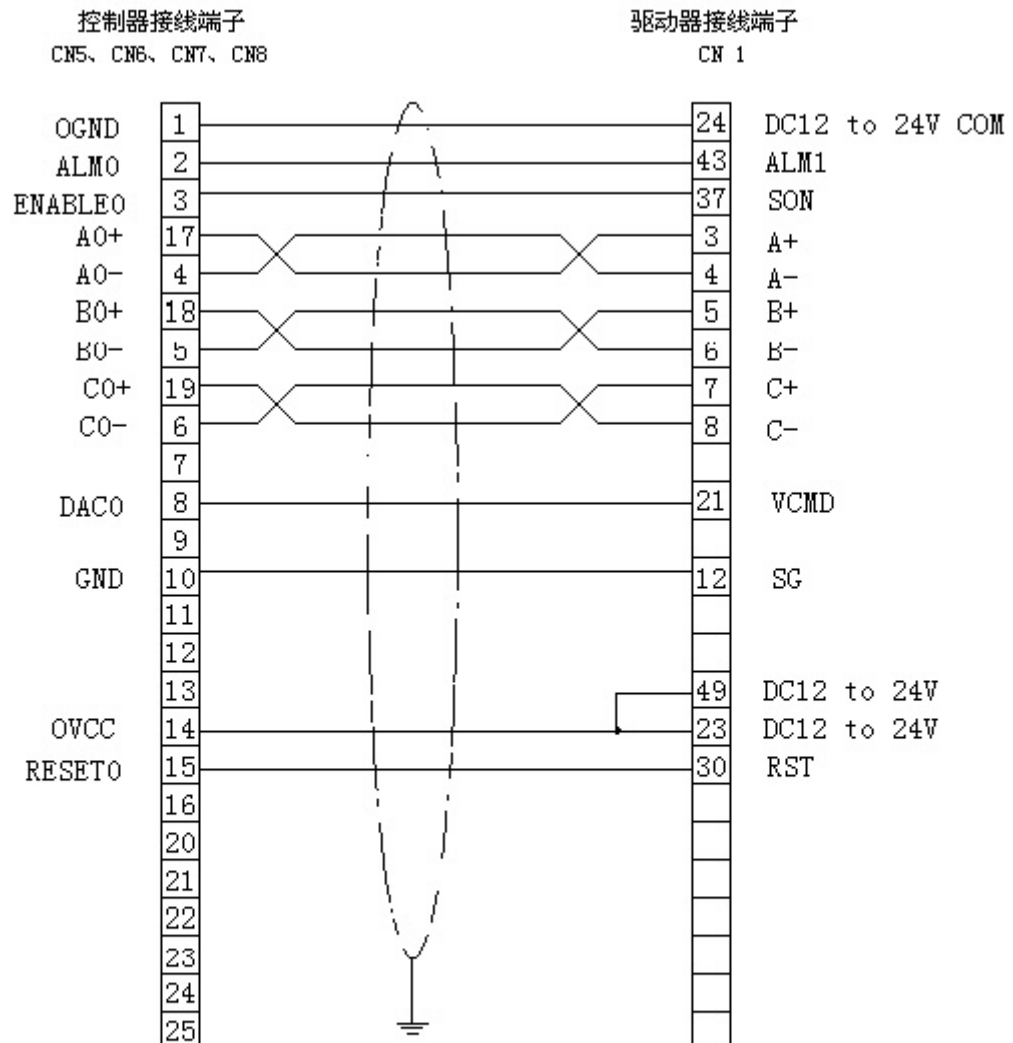 控制器接线端子 驱动器接线端子
CN5、CN6、CN7、CN8 CN 1
OGND 1 24 DC12 to 24V COM
ALM0 2 43 ALM1
ENABLE0 3 37 SON
A0+ 17 3 A+
A0- 4 4 A-
B0+ 18 5 B+
B0- 5 6 B-
C0+ 19 7 C+
C0- 6 8 C-
7
DAC0 8 21 VCMD
9
GND 10 12 SG
11
12
13 49 DC12 to 24V
OVCC 14 23 DC12 to 24V
RESET0 15 30 RST
16
20
21
22
23
24
25